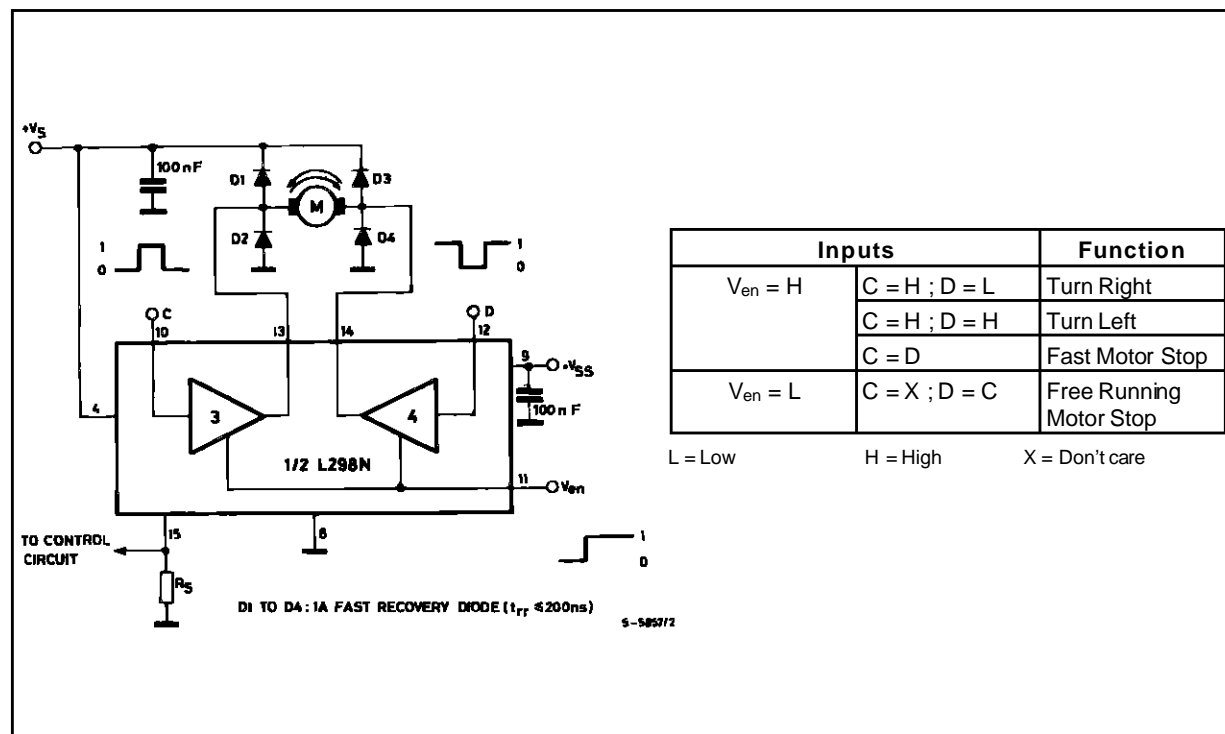 +VS
100nF
D1
D3
M
D2
D4
1
0
1
0
C
D
10
13
14
12
9
+VSS
4
3
4
100nF
1/2 L298N
11
Ven
15
8
1
0
TO CONTROL
CIRCUIT
RS
D1 TO D4 : 1A FAST RECOVERY DIODE (trr ≤ 200ns)
S-5857/2
Inputs Function
Ven = H C = H ; D = L Turn Right
C = H ; D = H Turn Left
C = D Fast Motor Stop
Ven = L C = X ; D = C Free Running
Motor Stop
L = Low H = High X = Don't care